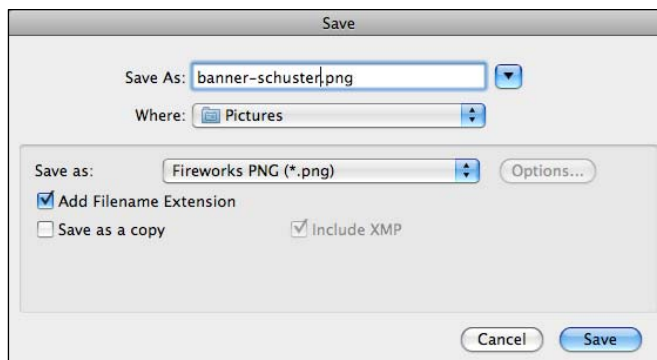 Save
Save As: banner-schuster.png
Where: Pictures
Save as: Fireworks PNG (*.png) Options...
Add Filename Extension
Save as a copy Include XMP
Cancel Save